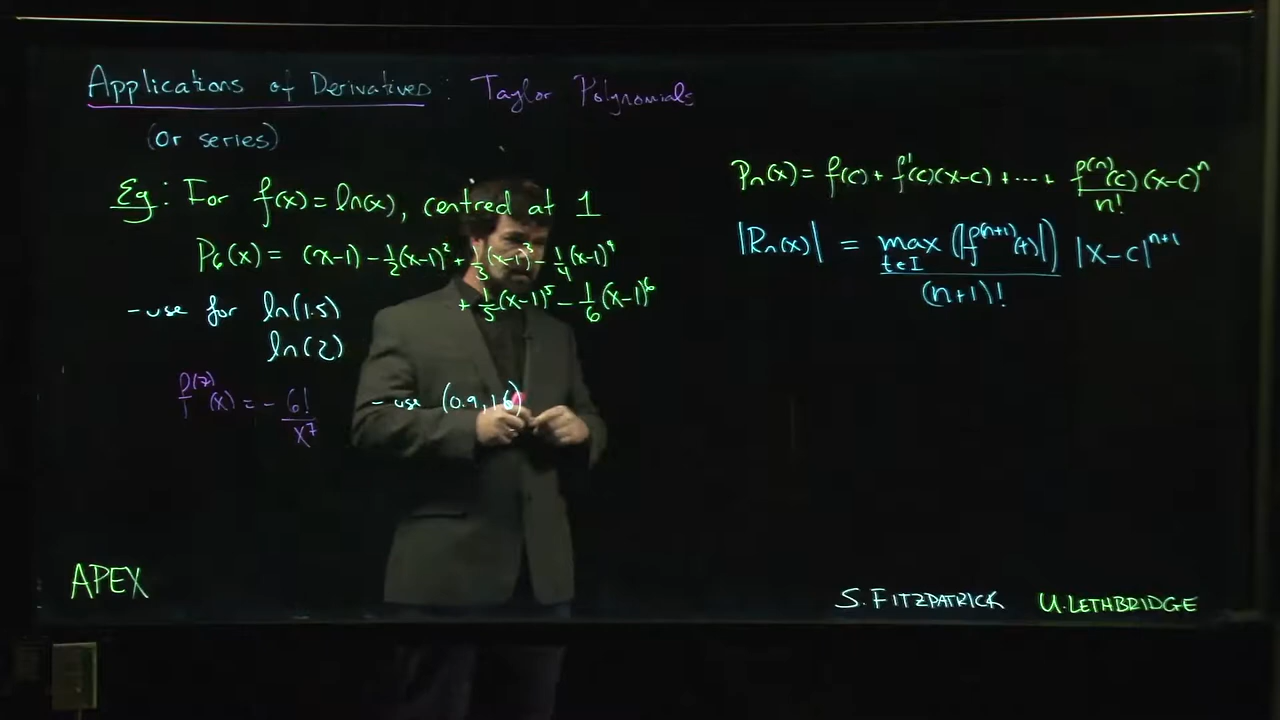 Applications of Derivatives : Taylor Polynomials
(Or series)
Eg: For f(x) = ln(x), centred at 1
P₆(x) = (x-1) - 1/2(x-1)² + 1/3(x-1)³ - 1/4(x-1)⁴
+ 1/5(x-1)⁵ - 1/6(x-1)⁶
- use for ln(1.5)
ln(2)
f⁽⁷⁾(x) = - 6!/x⁷
- use (0.9, 1.6)
Pₙ(x) = f(c) + f'(c)(x-c) + ... + f⁽ⁿ⁾(c)/n! (x-c)ⁿ
|Rₙ(x)| = max t∈I (|f⁽ⁿ⁺¹⁾(t)|)/(n+1)! |x-c|ⁿ⁺¹
APEX
S. FITZPATRICK U. LETHBRIDGE